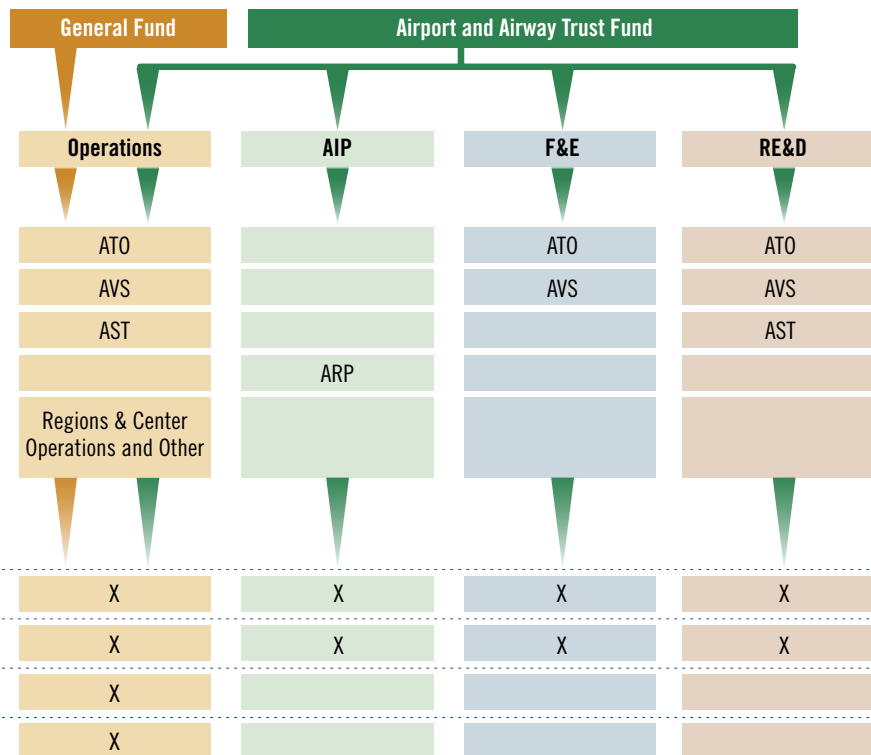 General Fund Airport and Airway Trust Fund
Operations AIP F&E RE&D
ATO ATO ATO
AVS AVS AVS
AST AST
ARP
Regions & Center
Operations and Other
X X X X
X X X X
X
X